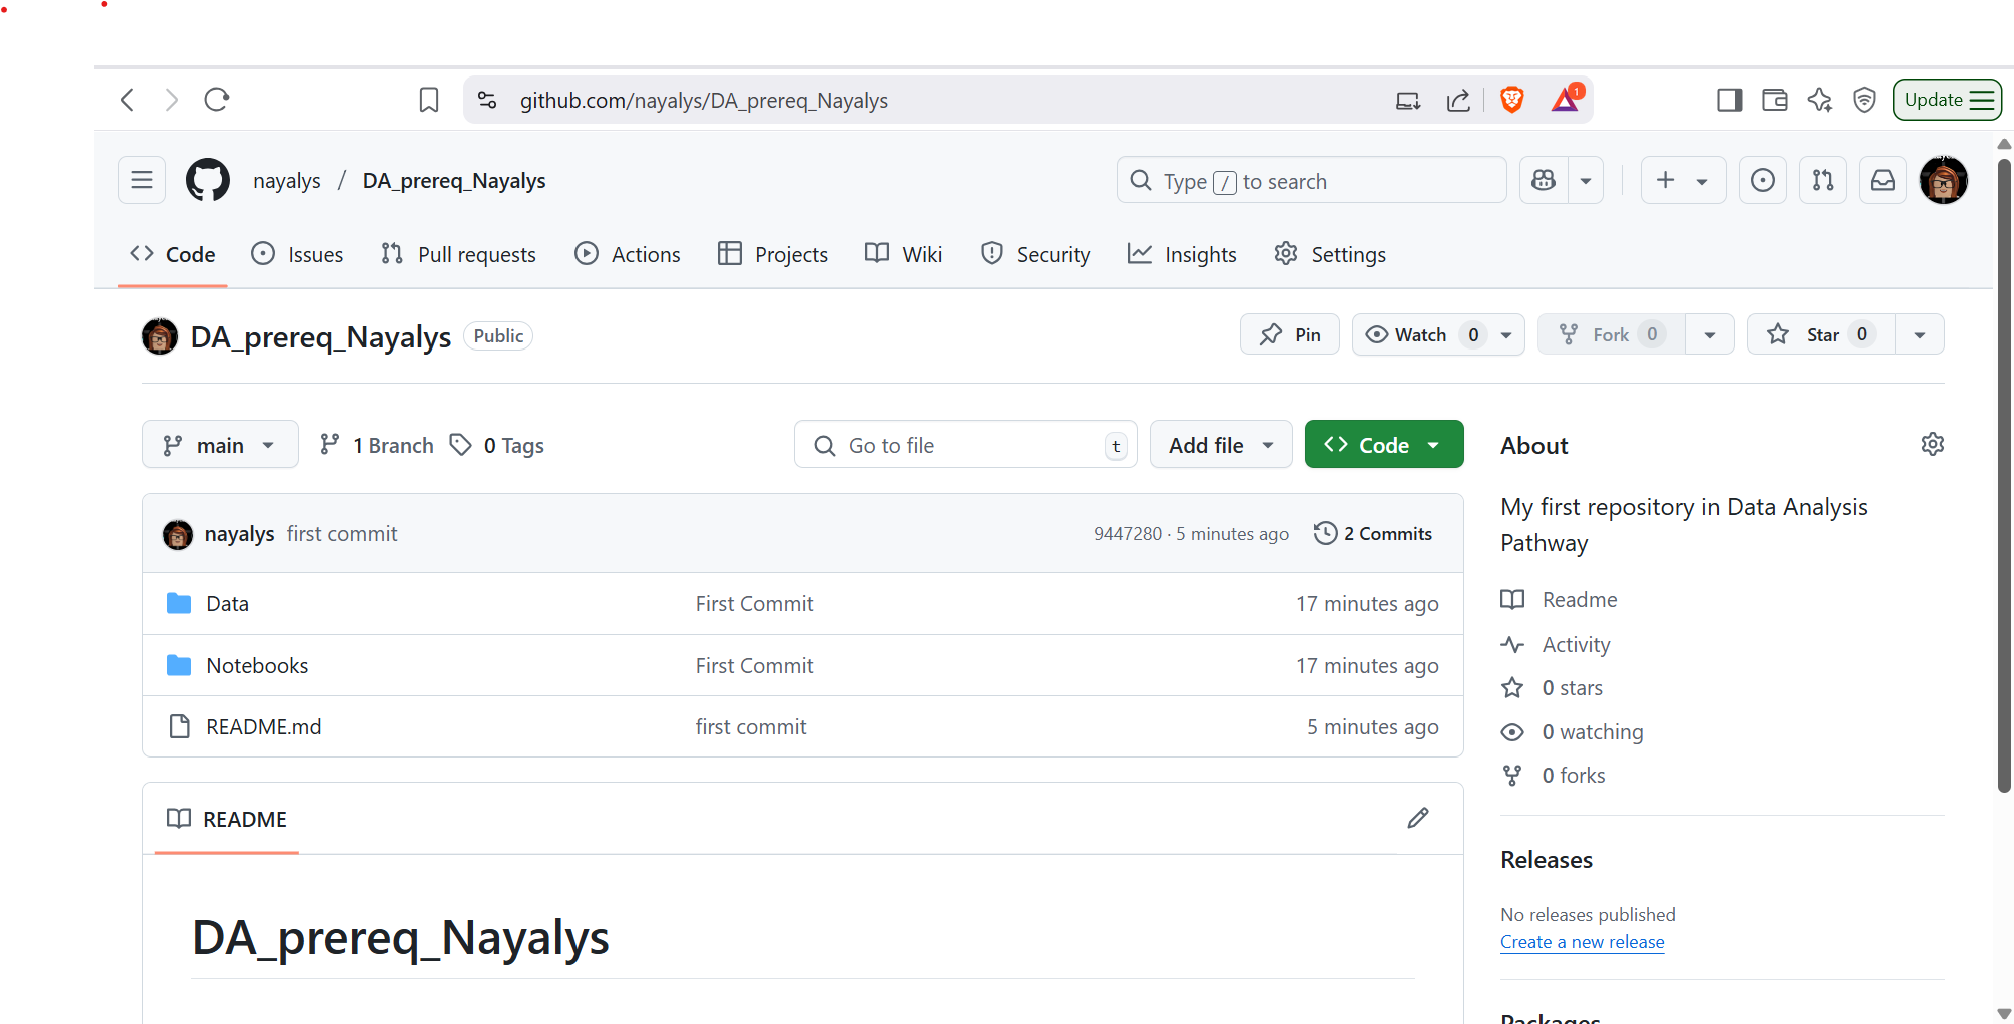 github.com/nayalys/DA_prereq_Nayalys
1
Update
nayalys / DA_prereq_Nayalys
Type / to search
Code
Issues
Pull requests
Actions
Projects
Wiki
Security
Insights
Settings
DA_prereq_Nayalys Public
Pin
Watch 0
Fork 0
Star 0
main
1 Branch
0 Tags
Go to file t
Add file
Code
nayalys first commit 9447280 · 5 minutes ago 2 Commits
Data First Commit 17 minutes ago
Notebooks First Commit 17 minutes ago
README.md first commit 5 minutes ago
README
DA_prereq_Nayalys
About
My first repository in Data Analysis
Pathway
Readme
Activity
0 stars
0 watching
0 forks
Releases
No releases published
Create a new release
Packages